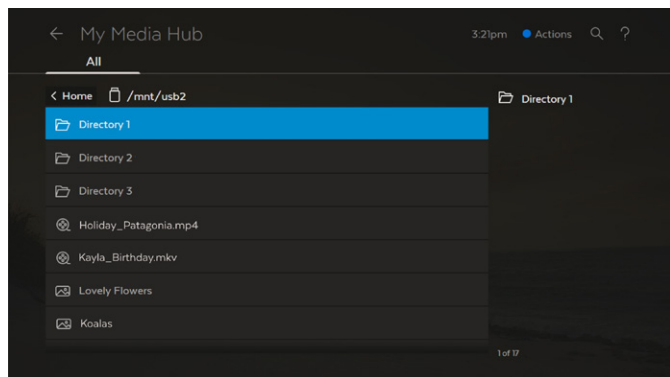 My Media Hub
3:21pm Actions ?
All
< Home /mnt/usb2
Directory 1
Directory 1
Directory 2
Directory 3
Holiday_Patagonia.mp4
Kayla_Birthday.mkv
Lovely Flowers
Koalas
1 of 17